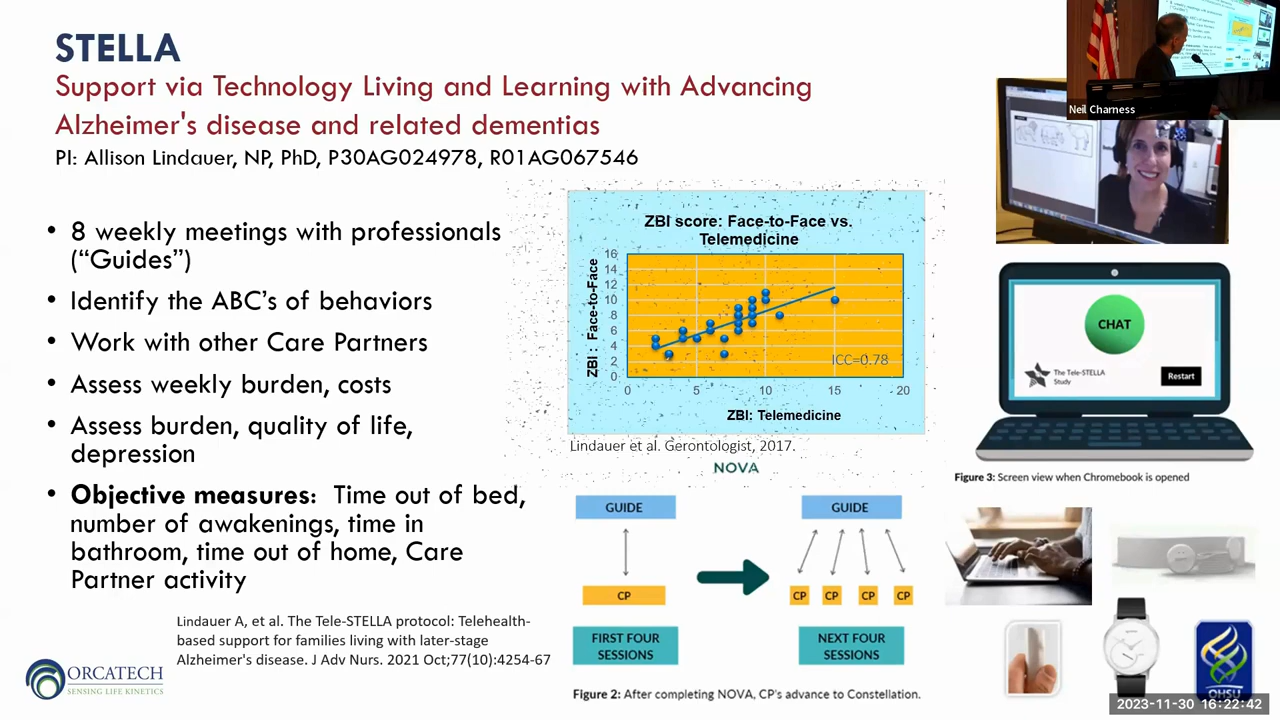 STELLA
Support via Technology Living and Learning with Advancing
Alzheimer's disease and related dementias
PI: Allison Lindauer, NP, PhD, P30AG024978, R01AG067546
• 8 weekly meetings with professionals
("Guides")
• Identify the ABC's of behaviors
• Work with other Care Partners
• Assess weekly burden, costs
• Assess burden, quality of life,
depression
• Objective measures: Time out of bed,
number of awakenings, time in
bathroom, time out of home, Care
Partner activity
Lindauer A, et al. The Tele-STELLA protocol: Telehealth-
based support for families living with later-stage
Alzheimer's disease. J Adv Nurs. 2021 Oct;77(10):4254-67
ORCATECH
SENSING LIFE KINETICS
ZBI score: Face-to-Face vs.
Telemedicine
ZBI : Face-to-Face
16
14
12
10
8
6
4
2
0
ICC=0.78
0 5 10 15 20
ZBI: Telemedicine
Lindauer et al. Gerontologist, 2017.
NOVA
GUIDE
CP
FIRST FOUR
SESSIONS
GUIDE
CP CP CP CP
NEXT FOUR
SESSIONS
Figure 2: After completing NOVA, CP's advance to Constellation.
Neil Charness
CHAT
The Tele-STELLA
Study
Restart
Figure 3: Screen view when Chromebook is opened
OHSU
2023-11-30 16:22:42